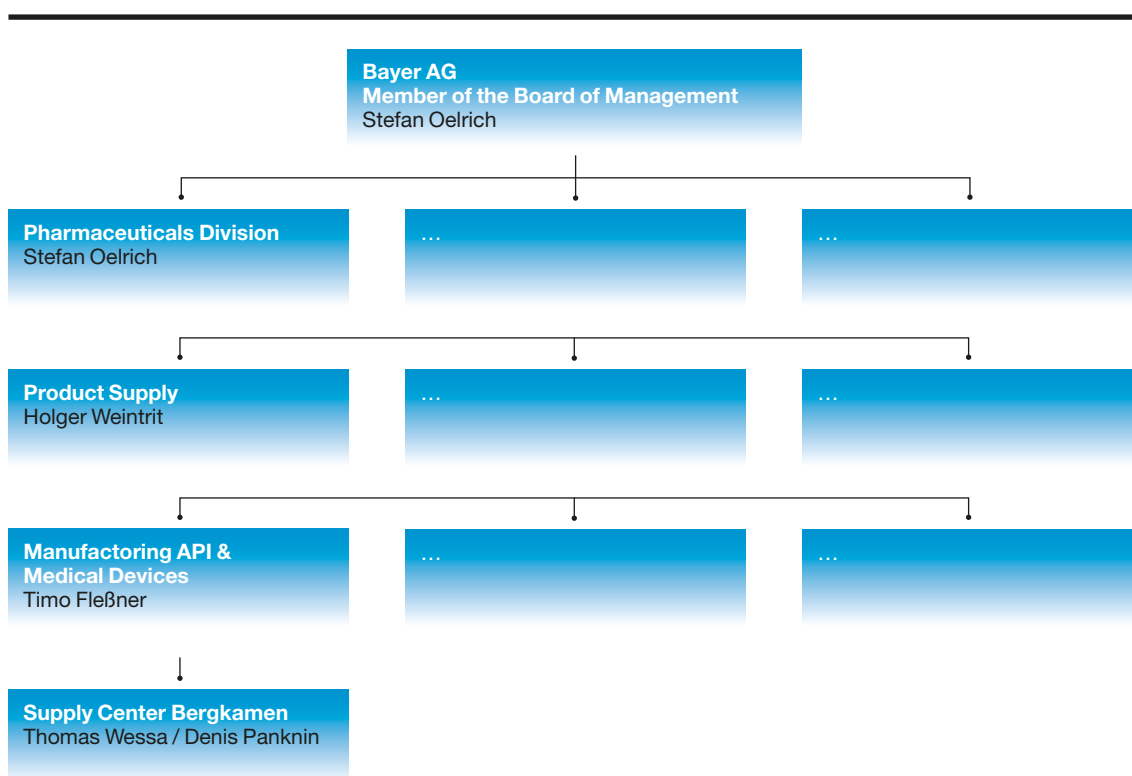 Bayer AG
Member of the Board of Management
Stefan Oelrich
Pharmaceuticals Division
Stefan Oelrich
...
...
Product Supply
Holger Weintrit
...
...
Manufactoring API &
Medical Devices
Timo Fleßner
...
...
Supply Center Bergkamen
Thomas Wessa / Denis Panknin